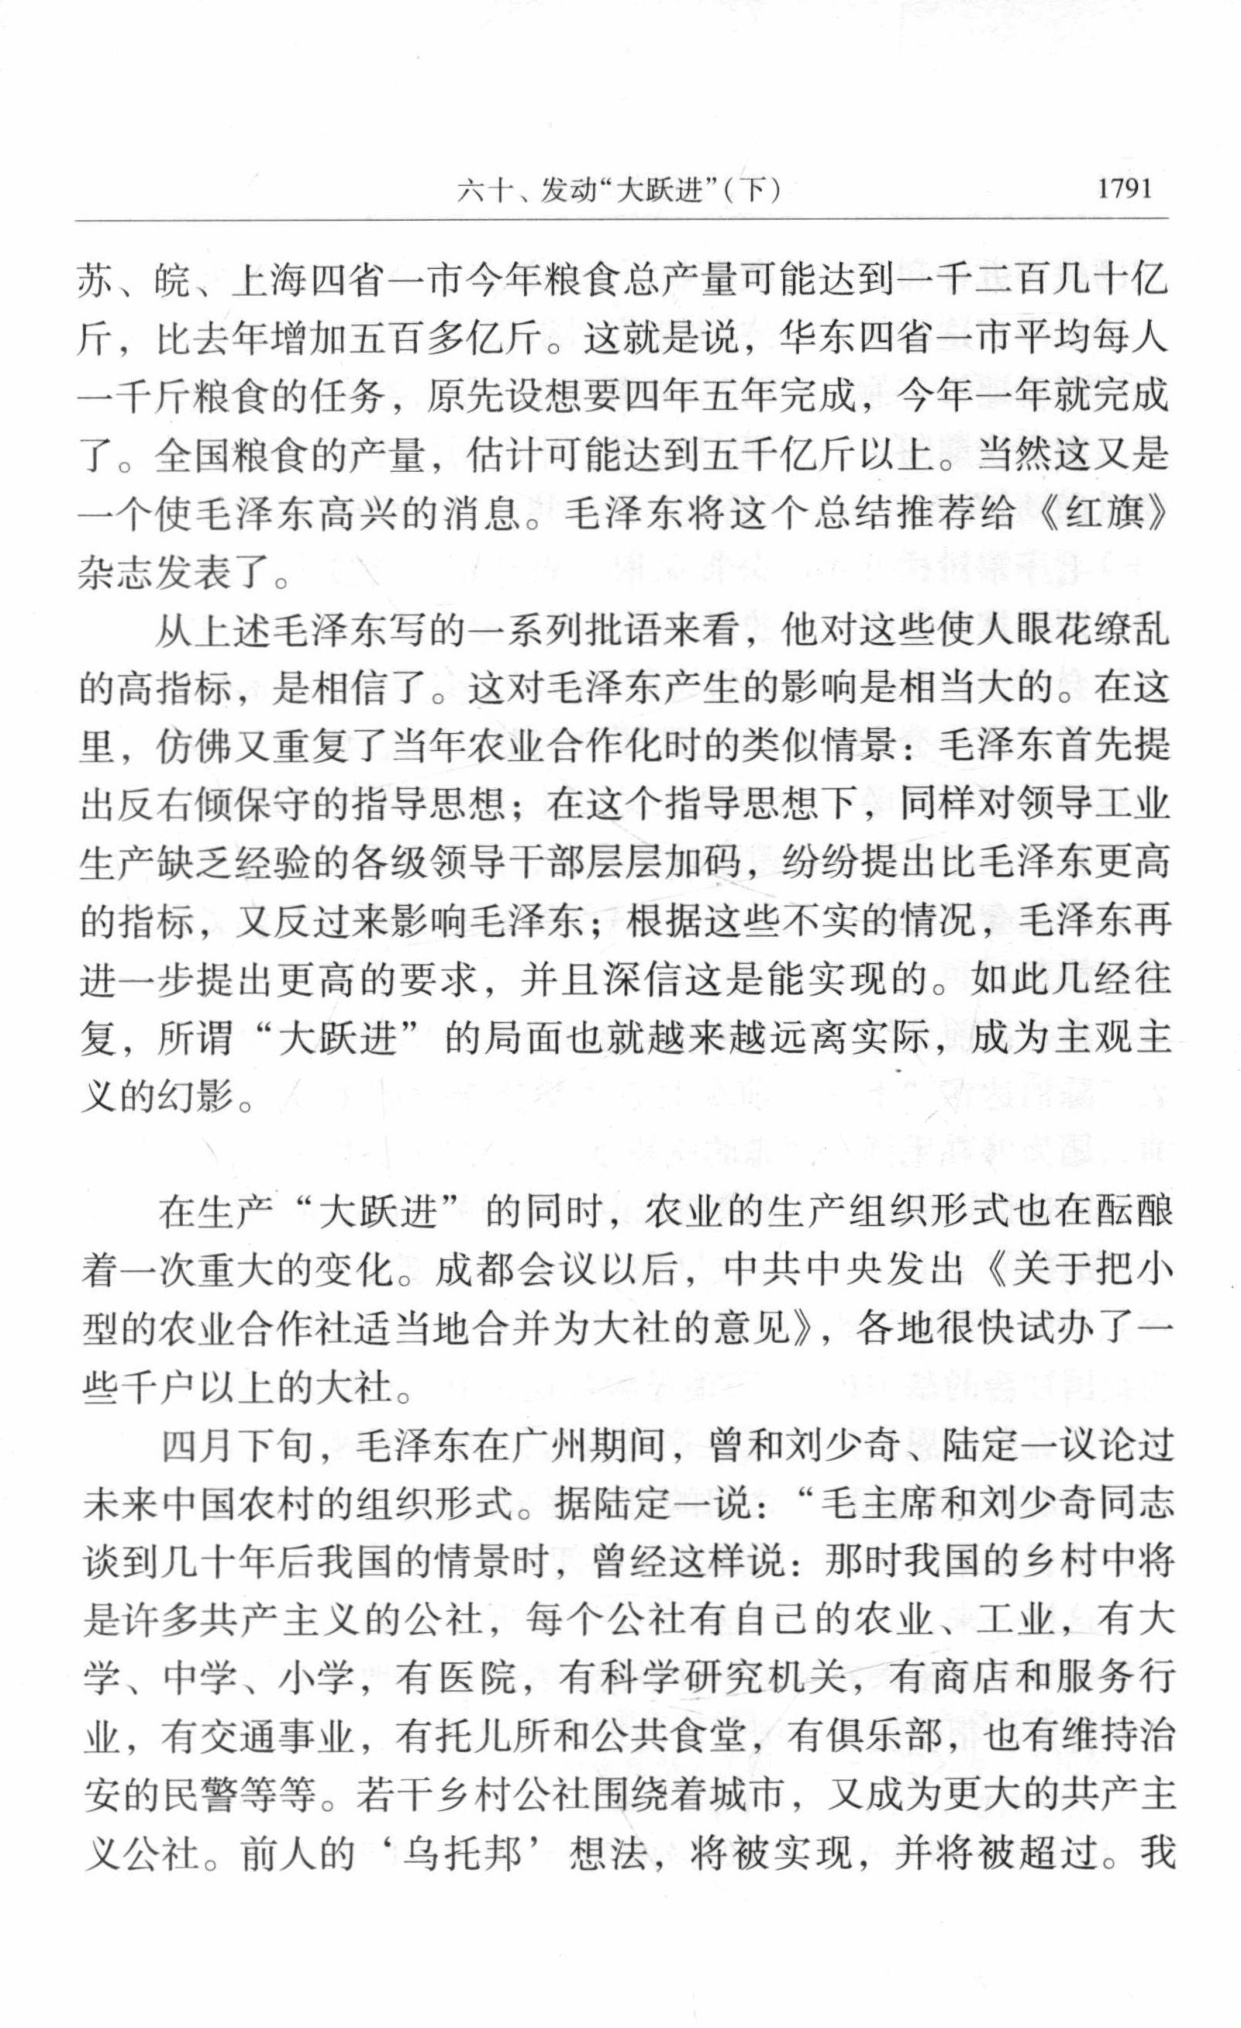 六十、发动“大跃进”（下） 1791
苏、皖、上海四省一市今年粮食总产量可能达到一千二百几十亿
斤，比去年增加五百多亿斤。这就是说，华东四省一市平均每人
一千斤粮食的任务，原先设想要四年五年完成，今年一年就完成
了。全国粮食的产量，估计可能达到五千亿斤以上。当然这又是
一个使毛泽东高兴的消息。毛泽东将这个总结推荐给《红旗》
杂志发表了。
从上述毛泽东写的一系列批语来看，他对这些使人眼花缭乱
的高指标，是相信了。这对毛泽东产生的影响是相当大的。在这
里，仿佛又重复了当年农业合作化时的类似情景：毛泽东首先提
出反右倾保守的指导思想；在这个指导思想下，同样对领导工业
生产缺乏经验的各级领导干部层层加码，纷纷提出比毛泽东更高
的指标，又反过来影响毛泽东；根据这些不实的情况，毛泽东再
进一步提出更高的要求，并且深信这是能实现的。如此几经往
复，所谓“大跃进”的局面也就越来越远离实际，成为主观主
义的幻影。
在生产“大跃进”的同时，农业的生产组织形式也在酝酿
着一次重大的变化。成都会议以后，中共中央发出《关于把小
型的农业合作社适当地合并为大社的意见》，各地很快试办了一
些千户以上的大社。
四月下旬，毛泽东在广州期间，曾和刘少奇、陆定一议论过
未来中国农村的组织形式。据陆定一说：“毛主席和刘少奇同志
谈到几十年后我国的情景时，曾经这样说：那时我国的乡村中将
是许多共产主义的公社，每个公社有自己的农业、工业，有大
学、中学、小学，有医院，有科学研究机关，有商店和服务行
业，有交通事业，有托儿所和公共食堂，有俱乐部，也有维持治
安的民警等等。若干乡村公社围绕着城市，又成为更大的共产主
义公社。前人的‘乌托邦’想法，将被实现，并将被超过。我